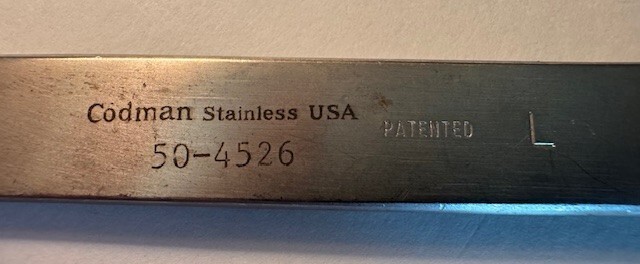 Codman Stainless USA PATENTED L
50-4526